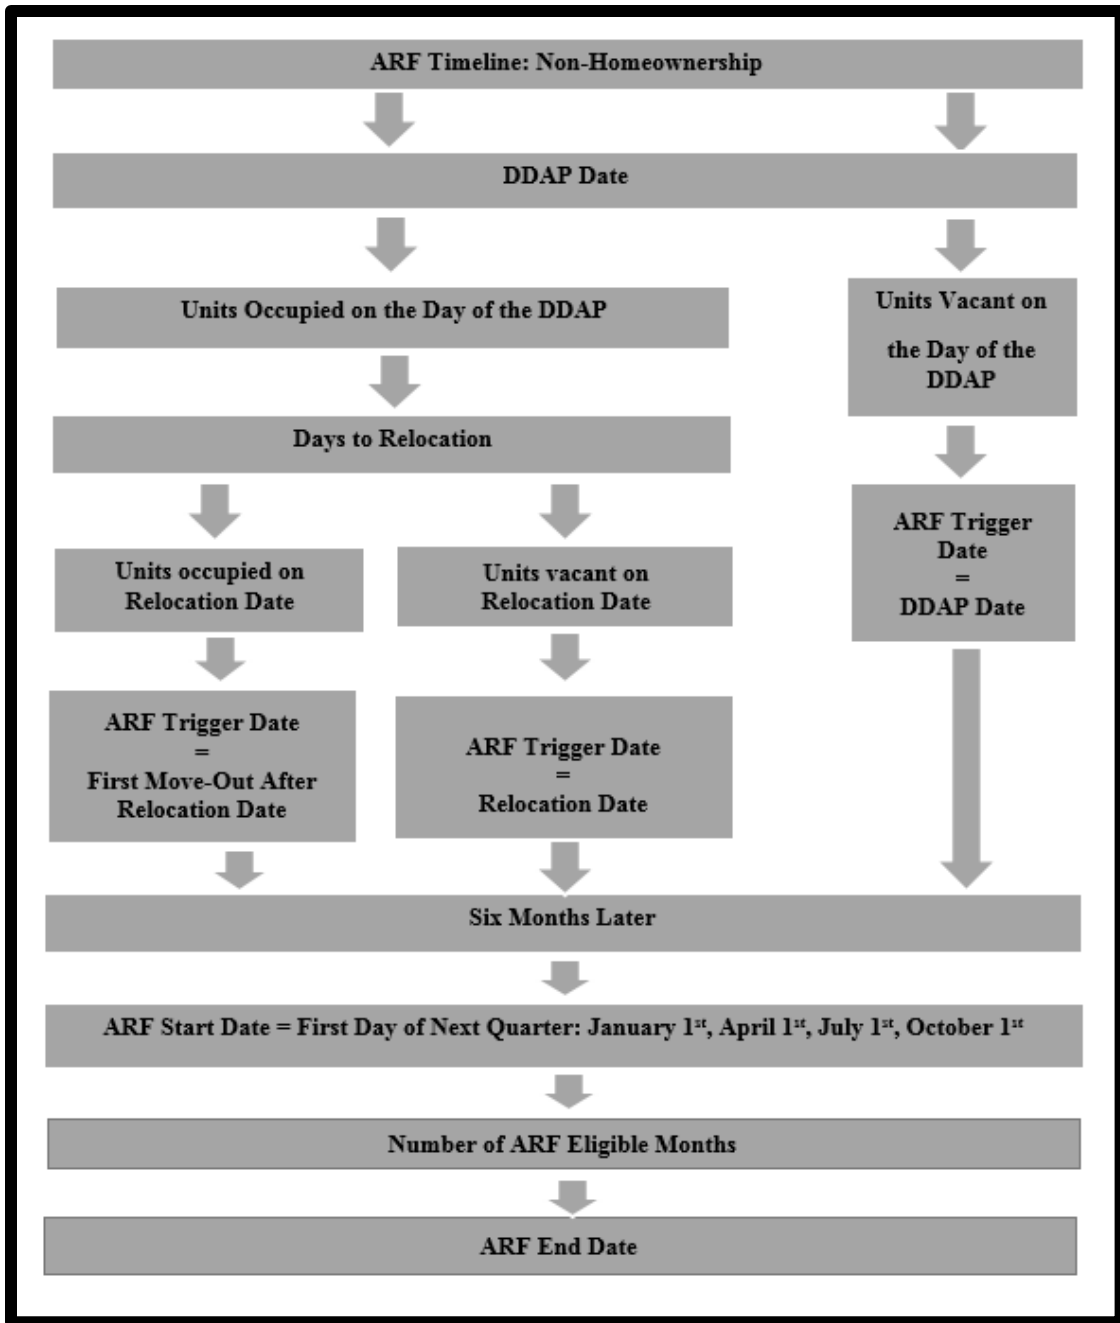 ARF Timeline: Non-Homeownership
DDAP Date
Units Occupied on the Day of the DDAP
Units Vacant on
the Day of the
DDAP
Days to Relocation
Units occupied on
Relocation Date
Units vacant on
Relocation Date
ARF Trigger
Date
=
DDAP Date
ARF Trigger Date
=
First Move-Out After
Relocation Date
ARF Trigger Date
=
Relocation Date
Six Months Later
ARF Start Date = First Day of Next Quarter: January 1st, April 1st, July 1st, October 1st
Number of ARF Eligible Months
ARF End Date